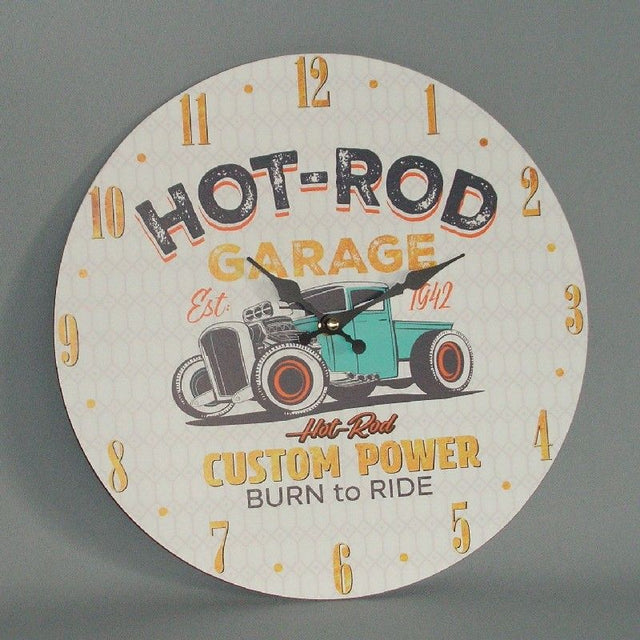 12
11
1
10
2
HOT-ROD
GARAGE
Est: 1942
9
3
Hot-Rod
CUSTOM POWER
BURN to RIDE
8
4
7
5
6